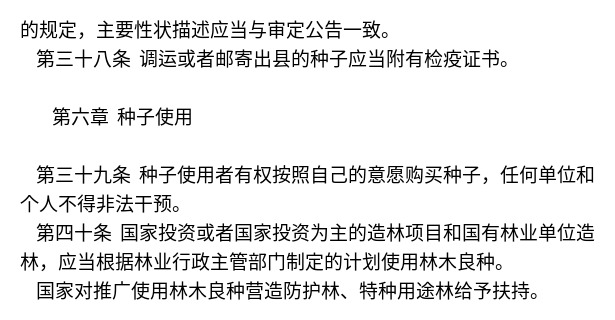 的规定，主要性状描述应当与审定公告一致。
第三十八条 调运或者邮寄出县的种子应当附有检疫证书。
第六章 种子使用
第三十九条 种子使用者有权按照自己的意愿购买种子，任何单位和
个人不得非法干预。
第四十条 国家投资或者国家投资为主的造林项目和国有林业单位造
林，应当根据林业行政主管部门制定的计划使用林木良种。
国家对推广使用林木良种营造防护林、特种用途林给予扶持。